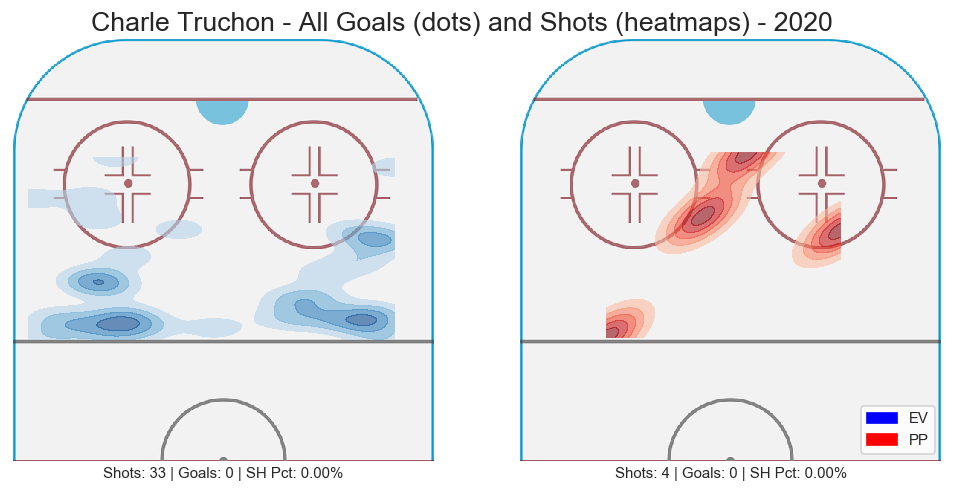 Charle Truchon - All Goals (dots) and Shots (heatmaps) - 2020
EV
PP
Shots: 33 | Goals: 0 | SH Pct: 0.00%
Shots: 4 | Goals: 0 | SH Pct: 0.00%